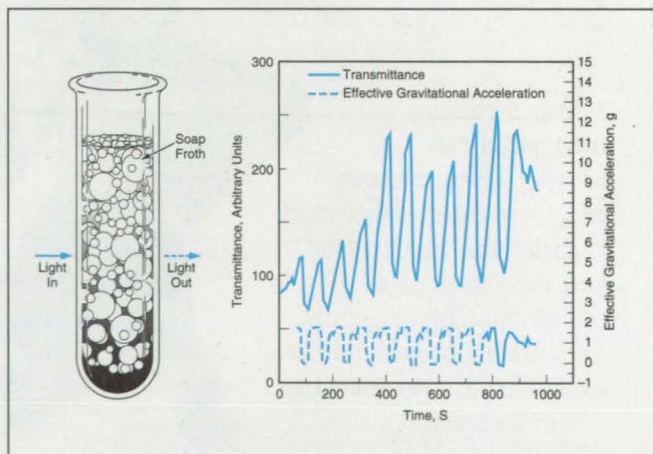 Soap
Froth
Light
In
Light
Out
Transmittance
Effective Gravitational Acceleration
Transmittance, Arbitrary Units
300
200
100
0
Effective Gravitational Acceleration, g
15
14
13
12
11
10
9
8
7
6
5
4
3
2
1
0
–1
0
200
400
600
800
1000
Time, S